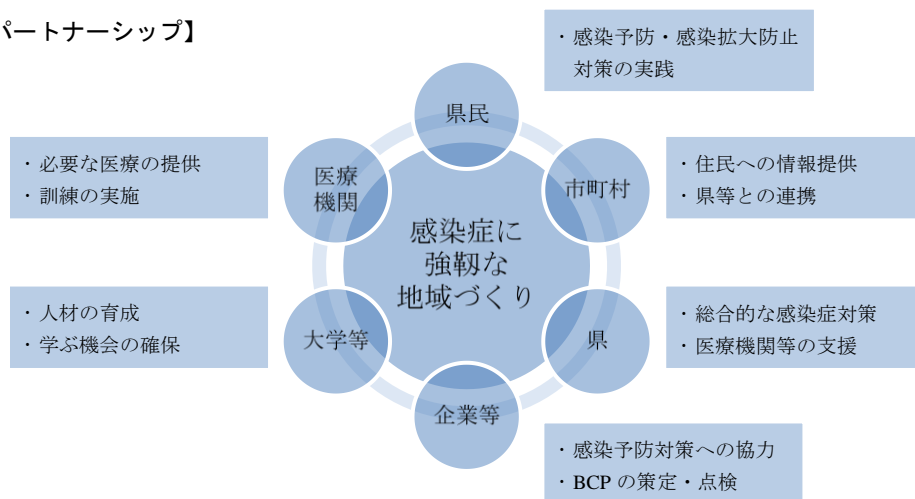 パートナーシップ】
・感染予防・感染拡大防止
対策の実践
県民
・必要な医療の提供
・訓練の実施
医療
機関
市町村
・住民への情報提供
・県等との連携
感染症に
強靱な
地域づくり
・人材の育成
・学ぶ機会の確保
大学等
県
・総合的な感染症対策
・医療機関等の支援
企業等
・感染予防対策への協力
・BCP の策定・点検